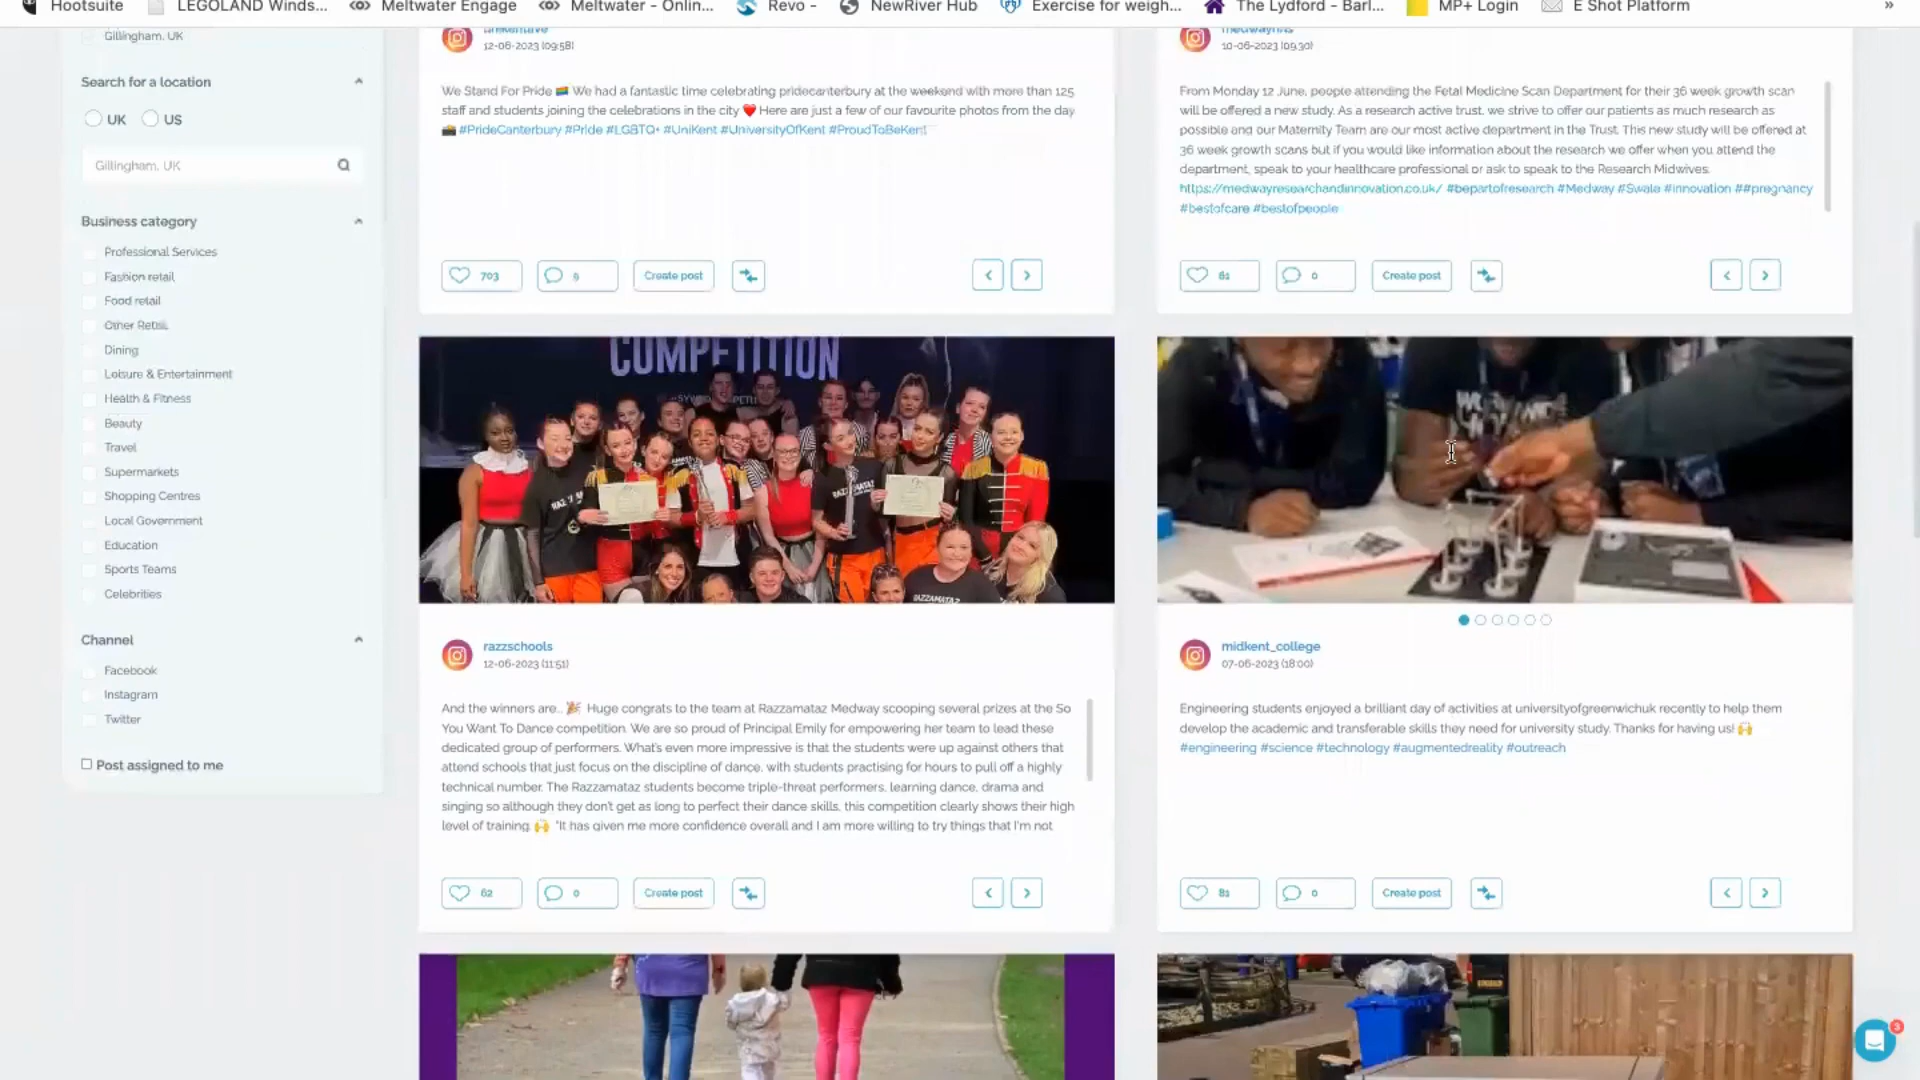 Hootsuite
LEGOLAND Winds...
Meltwater Engage
Meltwater - Onlin...
Revo -
NewRiver Hub
Exercise for weigh...
The Lydford - Barl...
MP+ Login
E Shot Platform
»
Gillingham, UK
Search for a location
UK
US
Gillingham, UK
Business category
Professional Services
Fashion retail
Food retail
Other Retail
Dining
Leisure & Entertainment
Health & Fitness
Beauty
Travel
Supermarkets
Shopping Centres
Local Government
Education
Sports Teams
Celebrities
Channel
Facebook
Instagram
Twitter
Post assigned to me
12-06-2023 (09:58)
We Stand For Pride 🏳️‍🌈 We had a fantastic time celebrating pridecanterbury at the weekend with more than 125
staff and students joining the celebrations in the city ❤️ Here are just a few of our favourite photos from the day
📸 #PrideCanterbury #Pride #LGBTQ+ #UniKent #UniversityOfKent #ProudToBeKent
703
9
Create post
10-06-2023 (09:30)
From Monday 12 June, people attending the Fetal Medicine Scan Department for their 36 week growth scan
will be offered a new study. As a research active trust, we strive to offer our patients as much research as
possible and our Maternity Team are our most active department in the Trust. This new study will be offered at
36 week growth scans but if you would like information about the research we offer when you attend the
department, speak to your healthcare professional or ask to speak to the Research Midwives.
https://medwayresearchandinnovation.co.uk/ #bepartofresearch #Medway #Swale #innovation ##pregnancy
#bestofcare #bestofpeople
61
0
Create post
COMPETITION
RAZZAMATAZ
razzschools
12-06-2023 (11:51)
And the winners are... 🎉 Huge congrats to the team at Razzamataz Medway scooping several prizes at the So
You Want To Dance competition. We are so proud of Principal Emily for empowering her team to lead these
dedicated group of performers. What's even more impressive is that the students were up against others that
attend schools that just focus on the discipline of dance, with students practising for hours to pull off a highly
technical number. The Razzamataz students become triple-threat performers, learning dance, drama and
singing so although they don't get as long to perfect their dance skills, this competition clearly shows their high
level of training. 🙌 "It has given me more confidence overall and I am more willing to try things that I'm not
62
0
Create post
midkent_college
07-06-2023 (18:00)
Engineering students enjoyed a brilliant day of activities at universityofgreenwichuk recently to help them
develop the academic and transferable skills they need for university study. Thanks for having us! 🙌
#engineering #science #technology #augmentedreality #outreach
81
0
Create post
3